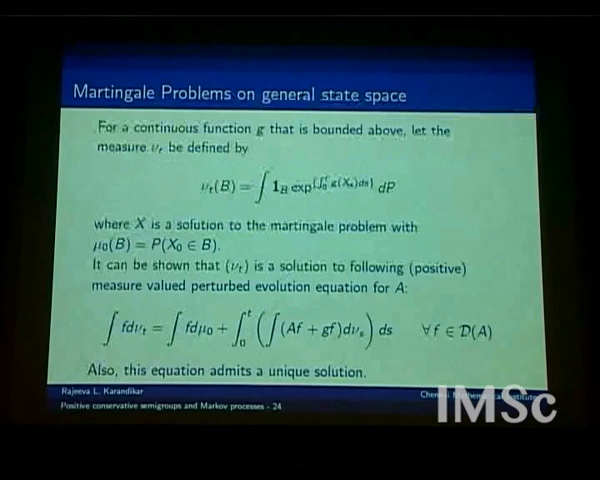 Martingale Problems on general state space
For a continuous function g that is bounded above, let the
measure ν_t be defined by
ν_t(B) = ∫ 1_B exp^{(∫_0^t g(X_s)ds)} dP
where X is a solution to the martingale problem with
μ_0(B) = P(X_0 ∈ B).
It can be shown that (ν_t) is a solution to following (positive)
measure valued perturbed evolution equation for A:
∫ fdν_t = ∫ fdμ_0 + ∫_0^t (∫(Af + gf)dν_s) ds ∀f ∈ D(A)
Also, this equation admits a unique solution.
Rajeeva L. Karandikar
Positive conservative semigroups and Markov processes - 24
IMSc